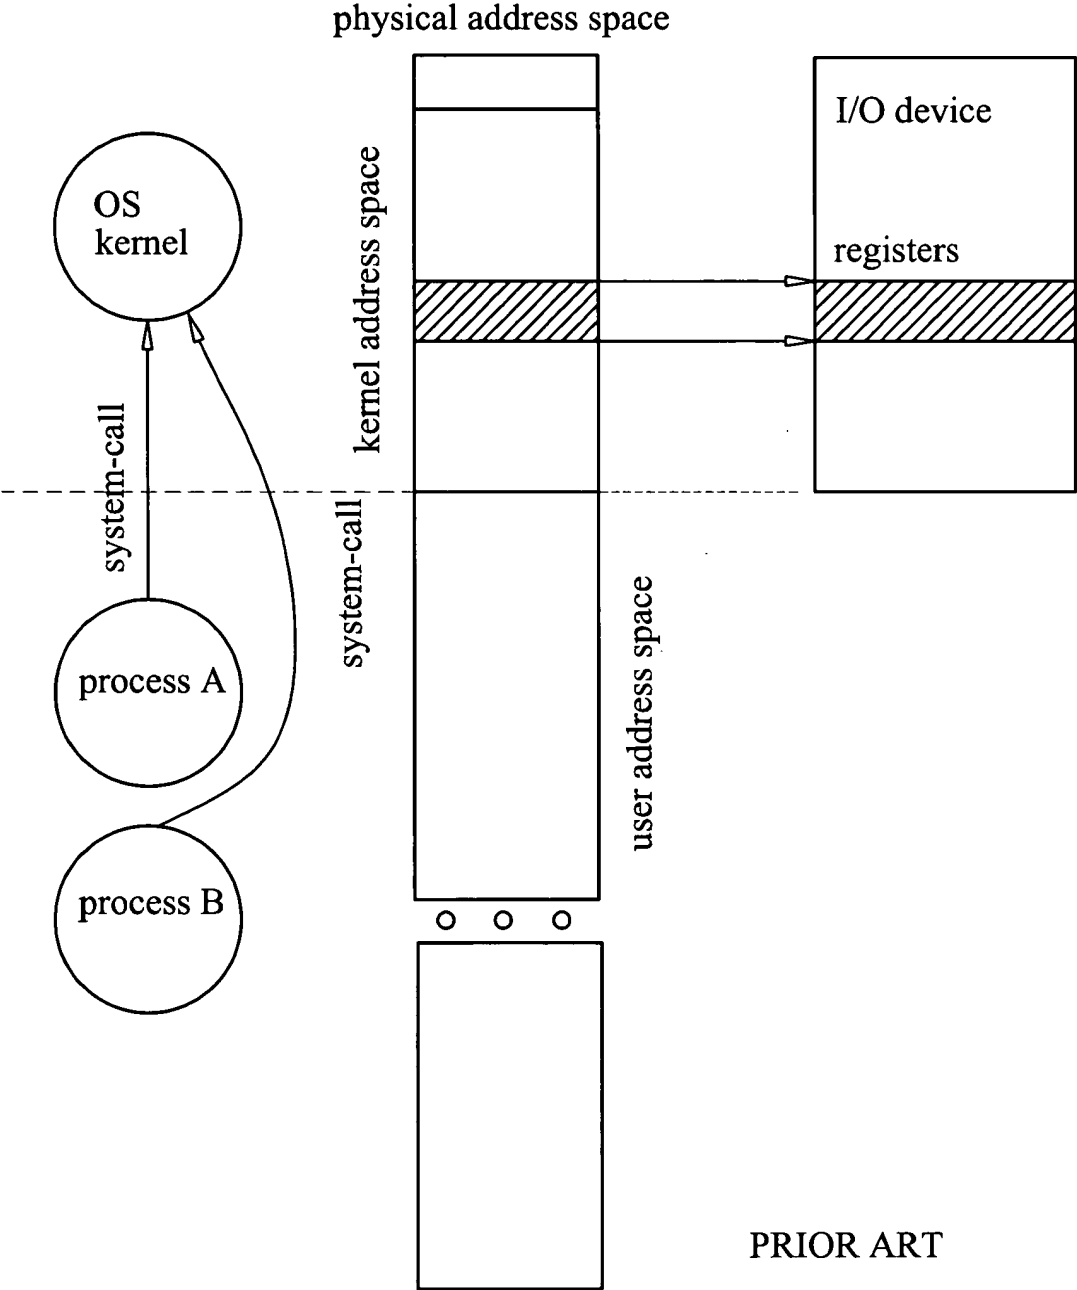 physical address space
I/O device
OS
kernel
kernel address space
registers
system-call
system-call
process A
user address space
process B
PRIOR ART